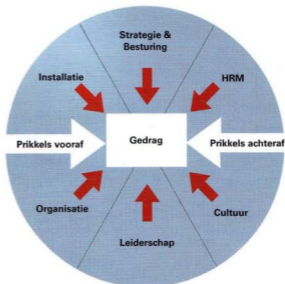 Strategie &
Besturing
Installatie
HRM
Prikkels vooraf
Gedrag
Prikkels achteraf
Organisatie
Cultuur
Leiderschap